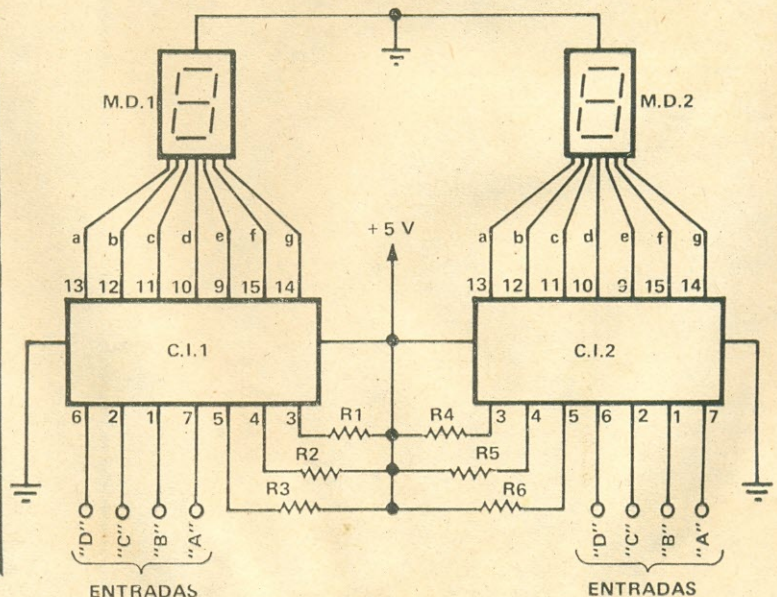 M.D.1
M.D.2
a b c d e f g
+ 5 V
a b c d e f g
13 12 11 10 9 15 14
13 12 11 10 9 15 14
C.I.1
C.I.2
6 2 1 7 5 4 3
R1
R4
3 4 5 6 2 1 7
R2
R5
R3
R6
"D" "C" "B" "A"
"D" "C" "B" "A"
ENTRADAS
ENTRADAS